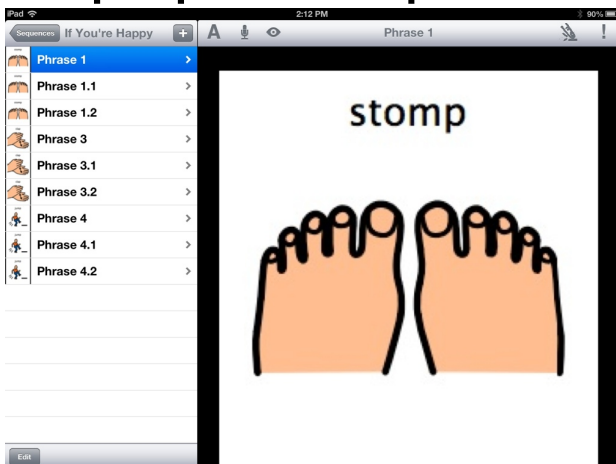 iPad 2:12 PM 90%
Sequences If You're Happy + A Phrase 1 !
Phrase 1
Phrase 1.1
Phrase 1.2
Phrase 3
Phrase 3.1
Phrase 3.2
Phrase 4
Phrase 4.1
Phrase 4.2
stomp
Edit